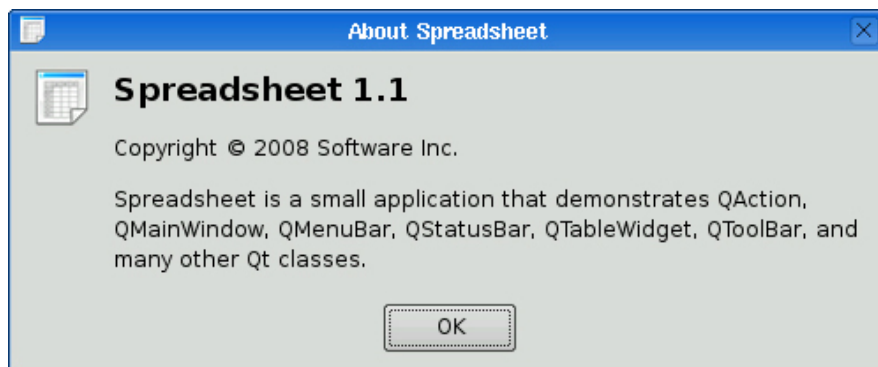 About Spreadsheet
Spreadsheet 1.1
Copyright © 2008 Software Inc.
Spreadsheet is a small application that demonstrates QAction,
QMainWindow, QMenuBar, QStatusBar, QTableWidget, QToolBar, and
many other Qt classes.
OK